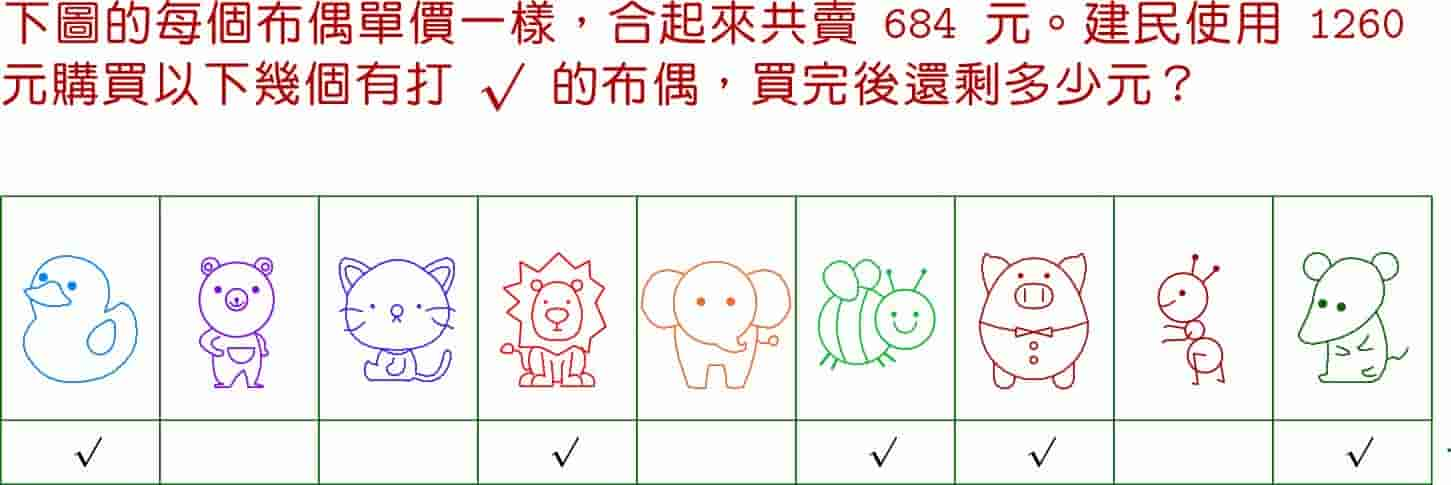 下圖的每個布偶單價一樣，合起來共賣 684 元。建民使用 1260
元購買以下幾個有打 √ 的布偶，買完後還剩多少元？
√ √ √ √ √